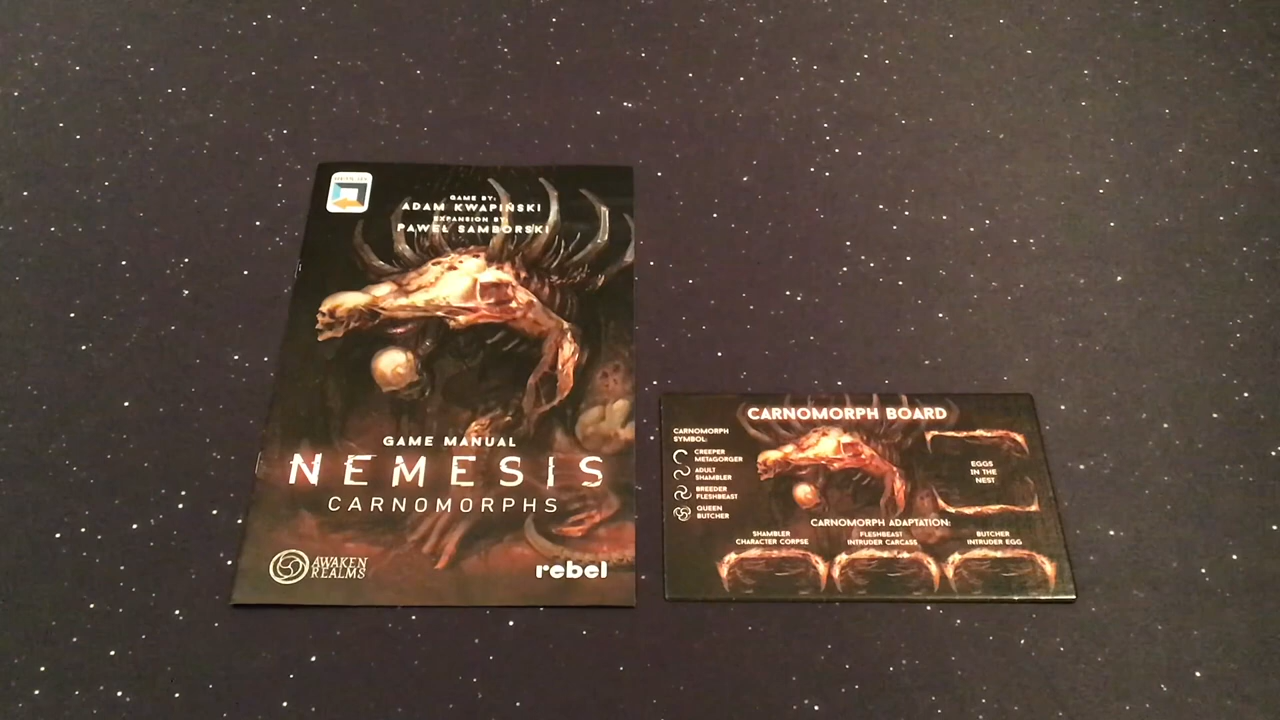 GAME BY:
ADAM KWAPIŃSKI
EXPANSION BY:
PAWEŁ SAMBORSKI
GAME MANUAL
NEMESIS
CARNOMORPHS
AWAKEN
REALMS
rebel
CARNOMORPH BOARD
CARNOMORPH
SYMBOL:
CREEPER
METAGORGER
ADULT
SHAMBLER
BREEDER
FLESHBEAST
QUEEN
BUTCHER
EGGS
IN THE
NEST
CARNOMORPH ADAPTATION:
SHAMBLER
CHARACTER CORPSE
FLESHBEAST
INTRUDER CARCASS
BUTCHER
INTRUDER EGG